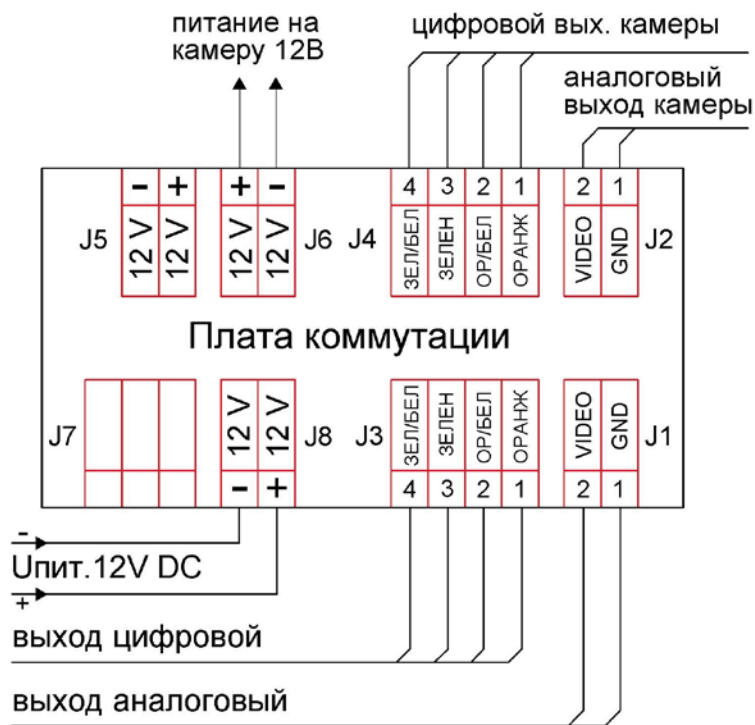 питание на
камеру 12В
цифровой вых. камеры
аналоговый
выход камеры
J5
- +
12 V 12 V
+ -
12 V 12 V
J6
J4
4 3 2 1
ЗЕЛ/БЕЛ ЗЕЛЕН ОР/БЕЛ ОРАНЖ
2 1
VIDEO GND
J2
Плата коммутации
J7
12 V 12 V
- +
J8
J3
ЗЕЛ/БЕЛ ЗЕЛЕН ОР/БЕЛ ОРАНЖ
4 3 2 1
VIDEO GND
2 1
J1
-
Uпит.12V DC
+
выход цифровой
выход аналоговый